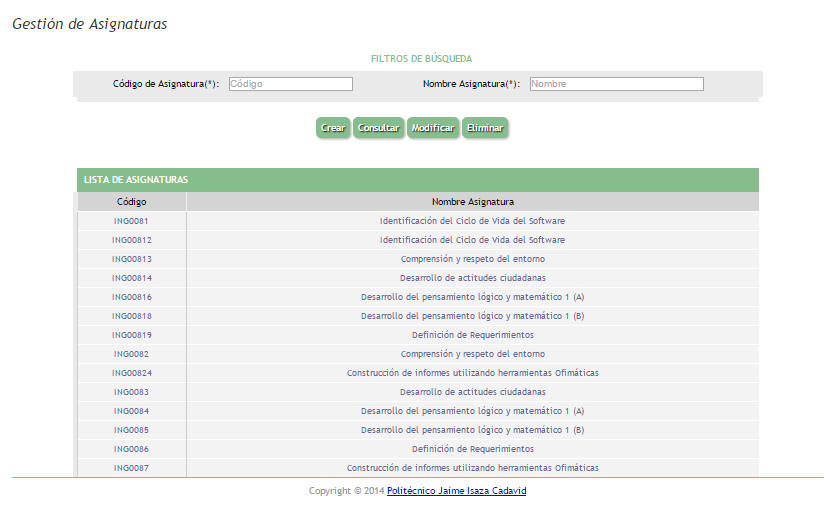 Gestión de Asignaturas
FILTROS DE BÚSQUEDA
Código de Asignatura(*): Código Nombre Asignatura(*): Nombre
Crear Consultar Modificar Eliminar
LISTA DE ASIGNATURAS
Código Nombre Asignatura
ING0081 Identificación del Ciclo de Vida del Software
ING00812 Identificación del Ciclo de Vida del Software
ING00813 Comprensión y respeto del entorno
ING00814 Desarrollo de actitudes ciudadanas
ING00816 Desarrollo del pensamiento lógico y matemático 1 (A)
ING00818 Desarrollo del pensamiento lógico y matemático 1 (B)
ING00819 Definición de Requerimientos
ING0082 Comprensión y respeto del entorno
ING00824 Construcción de informes utilizando herramientas Ofimáticas
ING0083 Desarrollo de actitudes ciudadanas
ING0084 Desarrollo del pensamiento lógico y matemático 1 (A)
ING0085 Desarrollo del pensamiento lógico y matemático 1 (B)
ING0086 Definición de Requerimientos
ING0087 Construcción de informes utilizando herramientas Ofimáticas
Copyright © 2014 Politécnico Jaime Isaza Cadavid